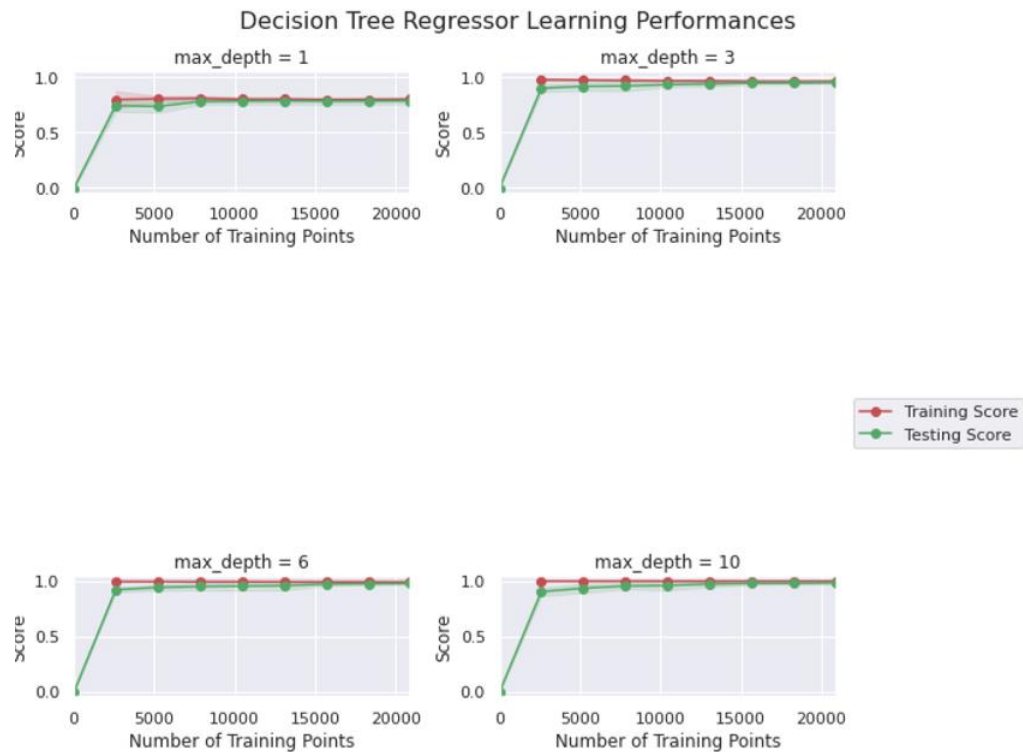 Decision Tree Regressor Learning Performances
max_depth = 1
1.0
0.5
0.0
Score
0
5000
10000
15000
20000
Number of Training Points
max_depth = 3
1.0
0.5
0.0
Score
0
5000
10000
15000
20000
Number of Training Points
Training Score
Testing Score
max_depth = 6
1.0
0.5
0.0
Score
0
5000
10000
15000
20000
Number of Training Points
max_depth = 10
1.0
0.5
0.0
Score
0
5000
10000
15000
20000
Number of Training Points